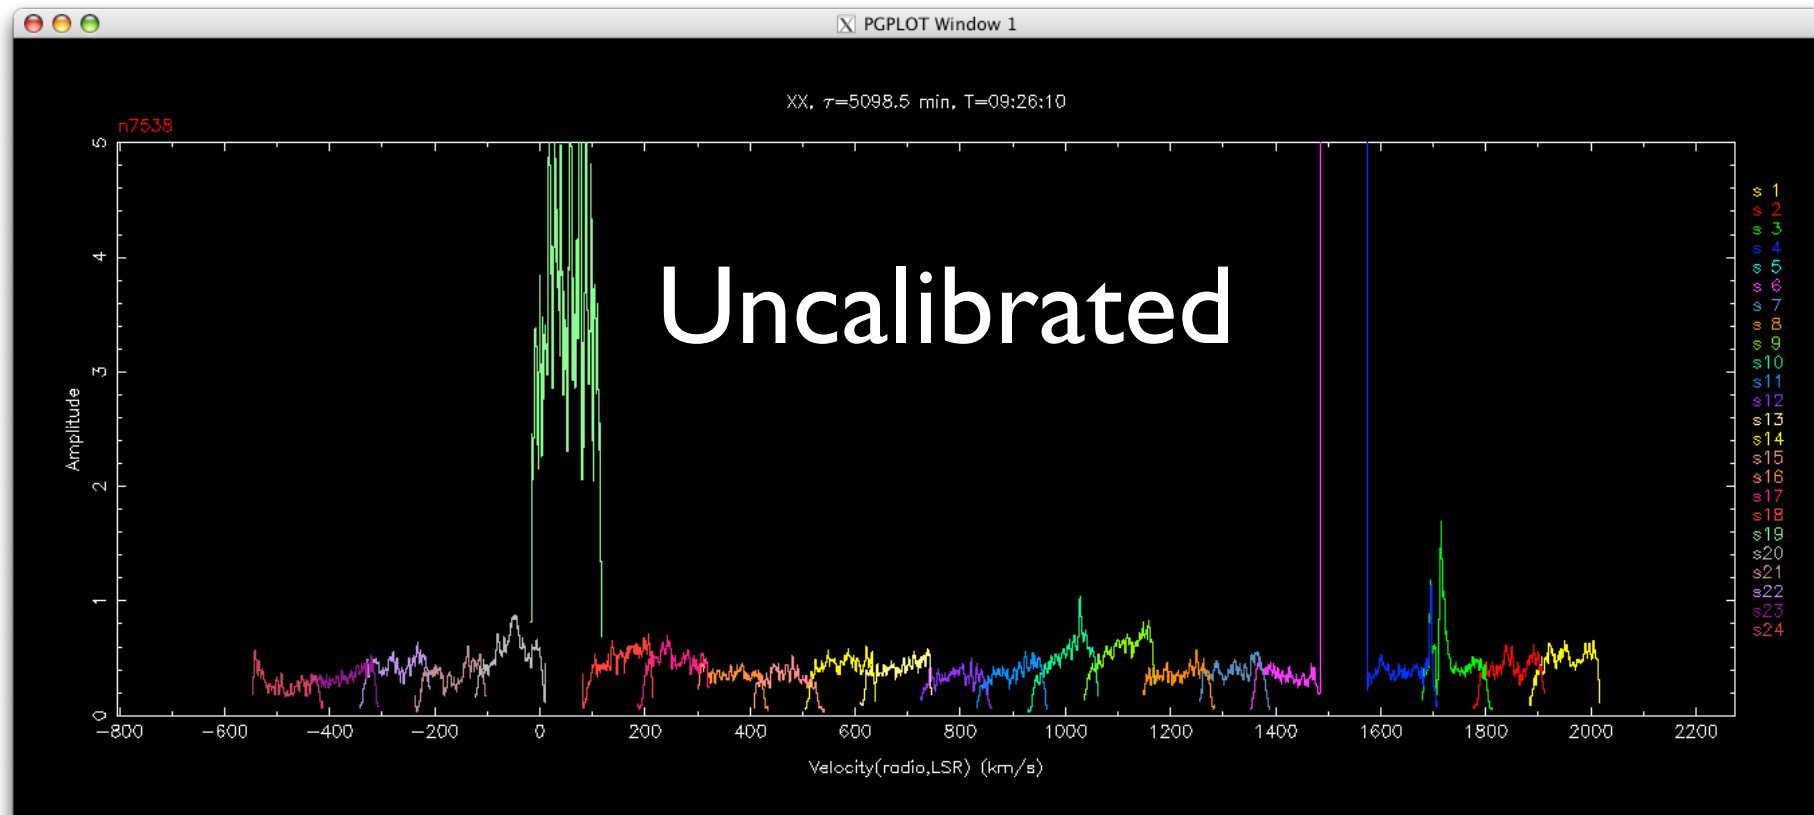 PGPLOT Window 1
XX, τ=5098.5 min, T=09:26:10
n7538
Uncalibrated
5
4
3
2
1
0
Amplitude
-800 -600 -400 -200 0 200 400 600 800 1000 1200 1400 1600 1800 2000 2200
Velocity(radio,LSR) (km/s)
s 1
s 2
s 3
s 4
s 5
s 6
s 7
s 8
s 9
s10
s11
s12
s13
s14
s15
s16
s17
s18
s19
s20
s21
s22
s23
s24